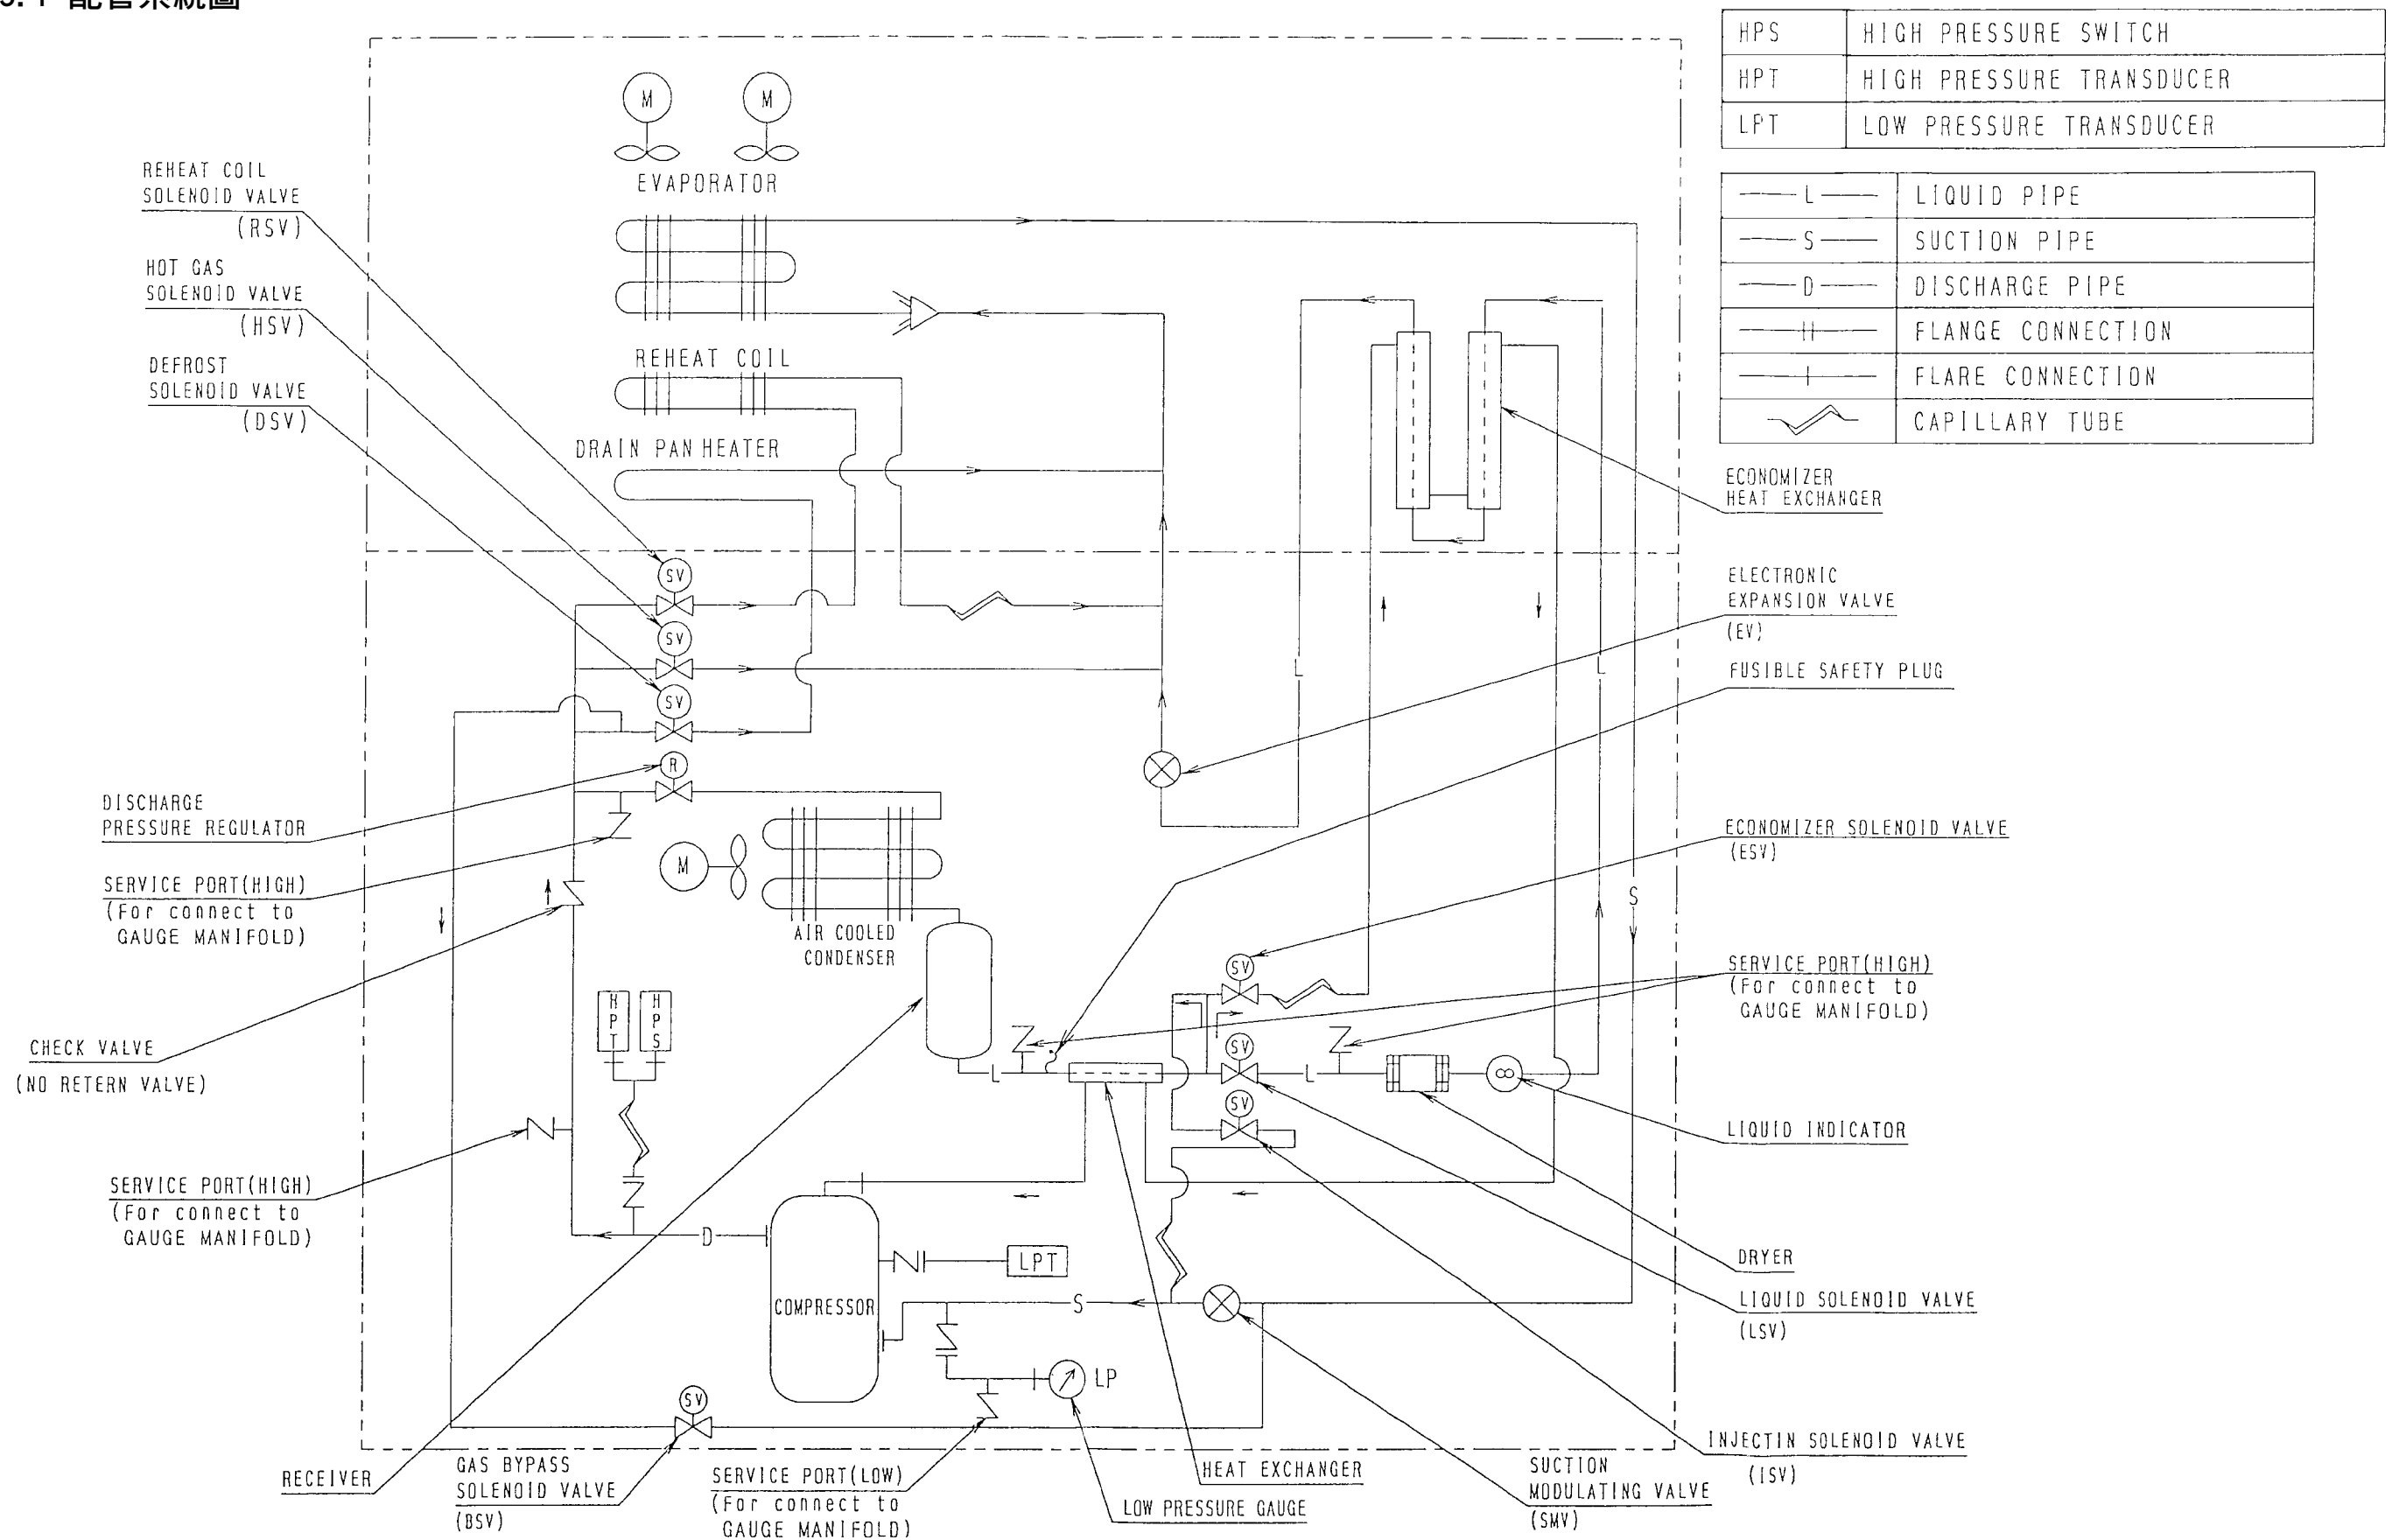 配管系統圖
HPS HIGH PRESSURE SWITCH
HPT HIGH PRESSURE TRANSDUCER
LPT LOW PRESSURE TRANSDUCER
L LIQUID PIPE
S SUCTION PIPE
D DISCHARGE PIPE
FLANGE CONNECTION
FLARE CONNECTION
CAPILLARY TUBE
M M
EVAPORATOR
REHEAT COIL
SOLENOID VALVE
(RSV)
HOT GAS
SOLENOID VALVE
(HSV)
DEFROST
SOLENOID VALVE
(DSV)
REHEAT COIL
DRAIN PAN HEATER
ECONOMIZER
HEAT EXCHANGER
SV
SV
SV
R
L
L
ELECTRONIC
EXPANSION VALVE
(EV)
FUSIBLE SAFETY PLUG
DISCHARGE
PRESSURE REGULATOR
SERVICE PORT(HIGH)
(For connect to
GAUGE MANIFOLD)
M
AIR COOLED
CONDENSER
ECONOMIZER SOLENOID VALVE
(ESV)
S
SERVICE PORT(HIGH)
(For connect to
GAUGE MANIFOLD)
CHECK VALVE
(NO RETERN VALVE)
HPT
HPS
SV
SV
SV
L
L
LIQUID INDICATOR
SERVICE PORT(HIGH)
(For connect to
GAUGE MANIFOLD)
D
LPT
COMPRESSOR
S
DRYER
LIQUID SOLENOID VALVE
(LSV)
LP
SV
INJECTIN SOLENOID VALVE
(ISV)
RECEIVER
GAS BYPASS
SOLENOID VALVE
(BSV)
SERVICE PORT(LOW)
(For connect to
GAUGE MANIFOLD)
HEAT EXCHANGER
LOW PRESSURE GAUGE
SUCTION
MODULATING VALVE
(SMV)